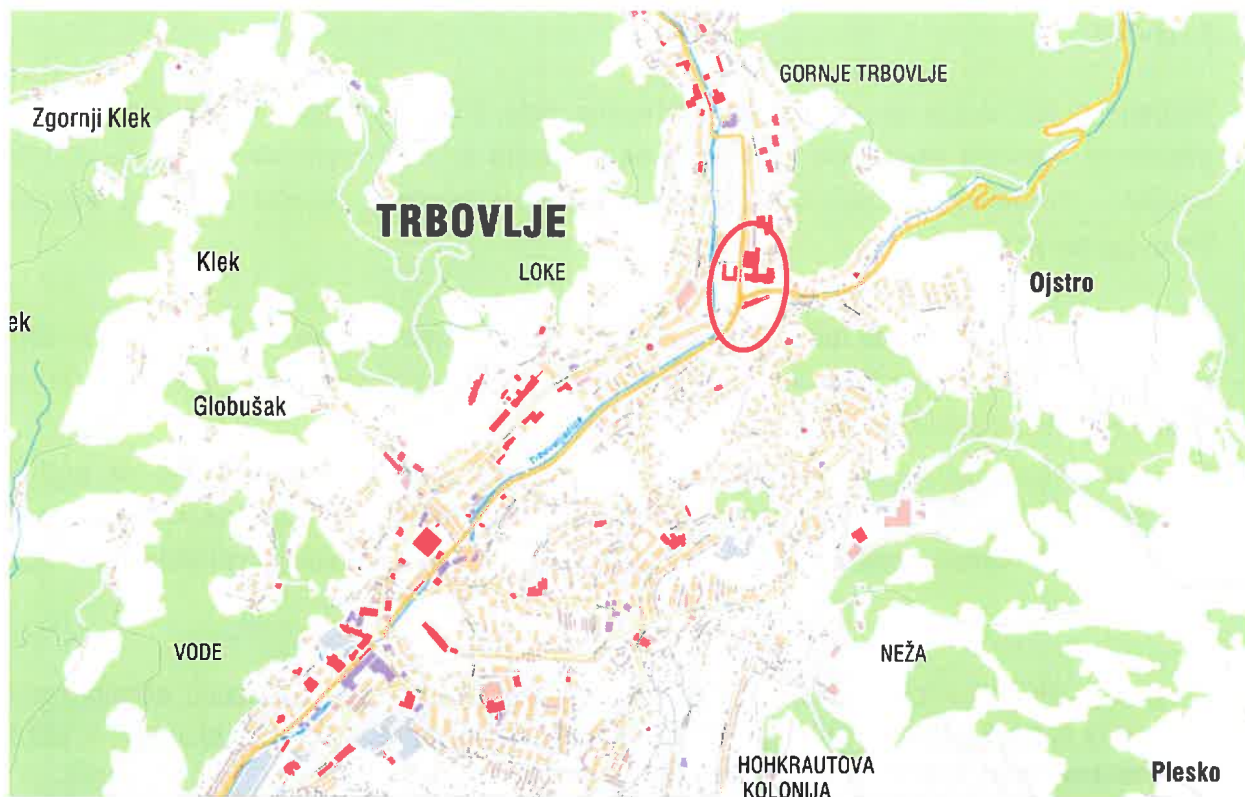 GORNJE TRBOVLJE
Zgornji Klek
TRBOVLJE
Klek
LOKE
Ojstro
ek
Globušak
VODE
NEŽA
HOHKRAUTOVA
KOLONIJA
Plesko